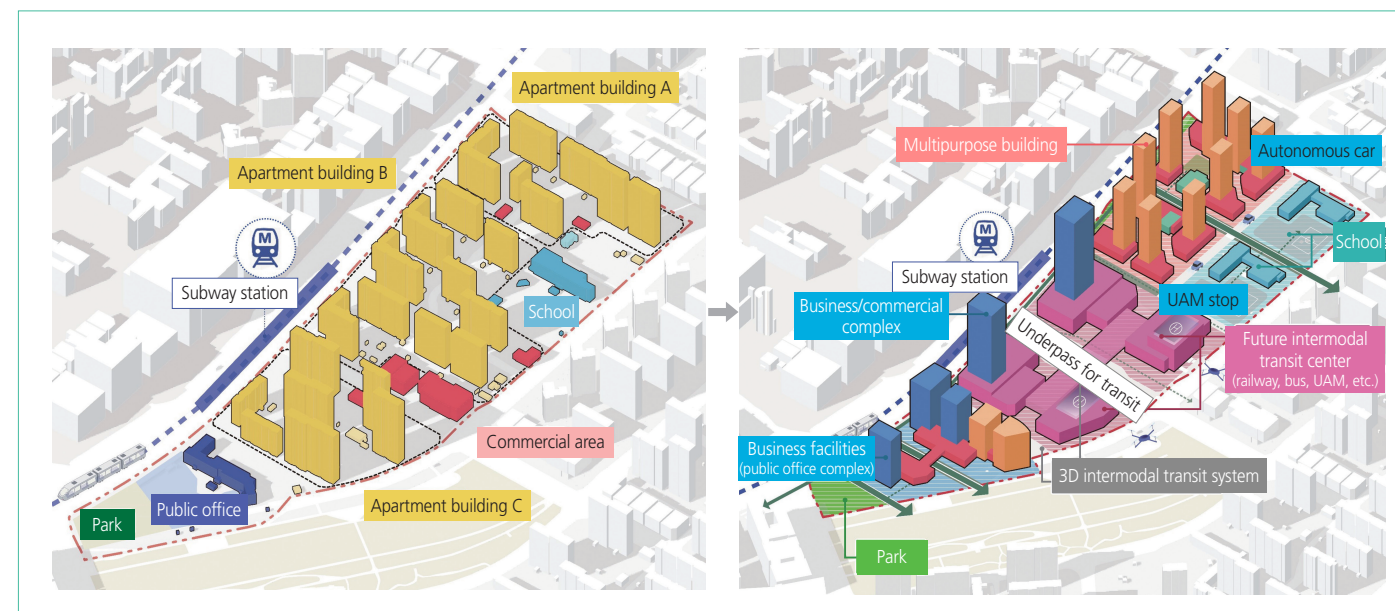 Apartment building A
Apartment building B
M
Subway station
School
Commercial area
Apartment building C
Public office
Park
Multipurpose building
Autonomous car
M
Subway station
School
Business/commercial
complex
UAM stop
Underpass for transit
Future intermodal
transit center
(railway, bus, UAM, etc.)
Business facilities
(public office complex)
3D intermodal transit system
Park